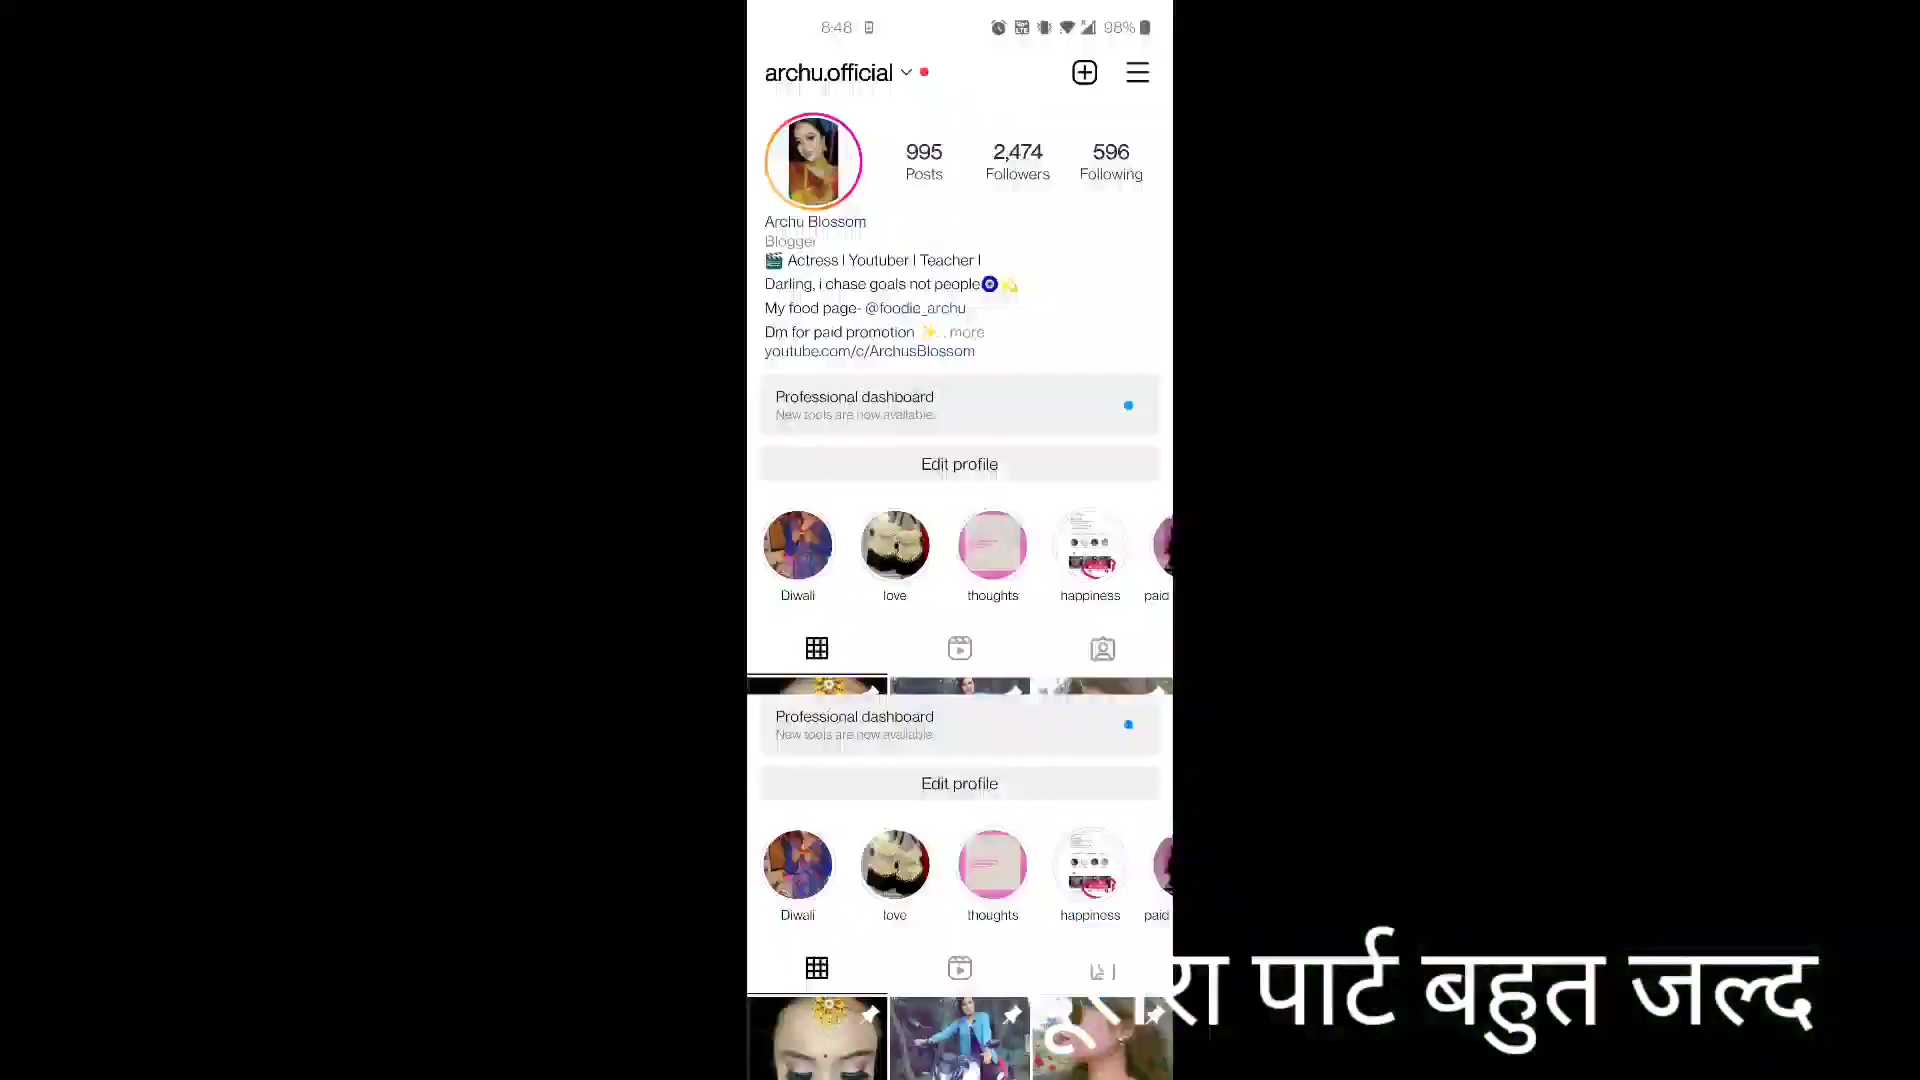 8:48 98%
archu.official
995 2,474 596
Posts Followers Following
Archu Blossom
Blogger
🎬 Actress | Youtuber | Teacher |
Darling, i chase goals not people🧿💫
My food page- @foodie_archu
Dm for paid promotion ✨... more
youtube.com/c/ArchusBlossom
Professional dashboard
New tools are now available.
Edit profile
Diwali love thoughts happiness paid
Professional dashboard
New tools are now available.
Edit profile
Diwali love thoughts happiness paid
दूसरा पार्ट बहुत जल्द